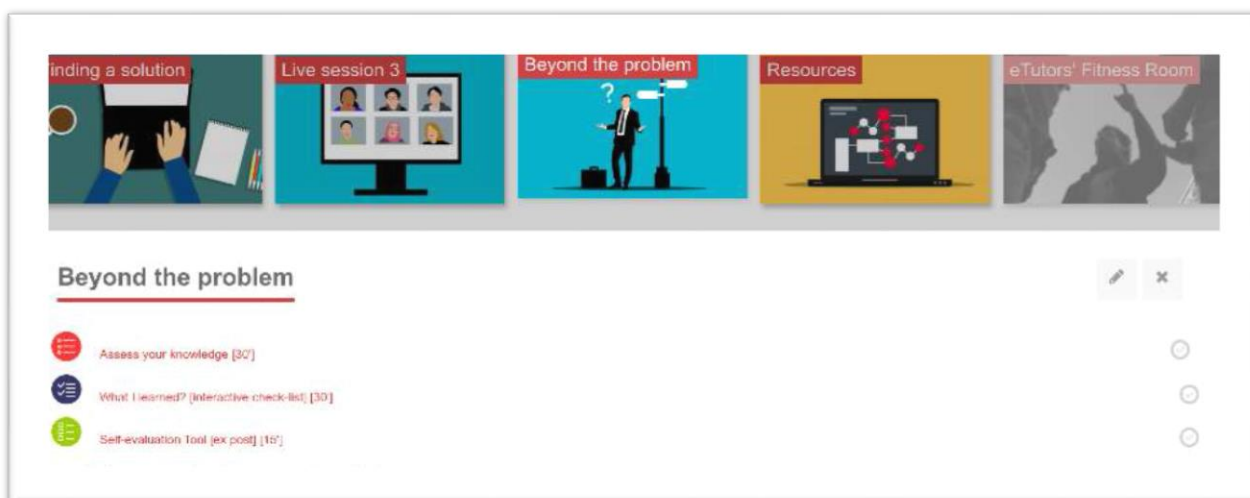 inding a solution
Live session 3
Beyond the problem
Resources
eTutors' Fitness Room
?
Beyond the problem
Assess your knowledge [30']
What I learned? [interactive check-list] [30']
Self-evaluation Tool [ex post] [15']